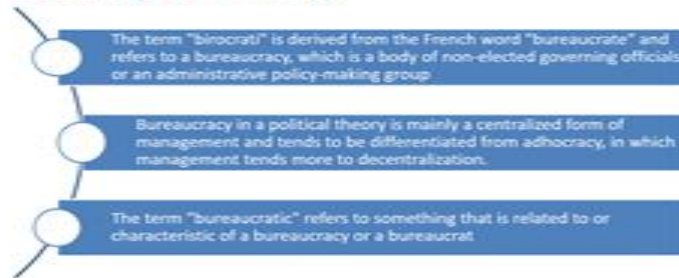 The term "birocrati" is derived from the French word "bureaucrate" and
refers to a bureaucracy, which is a body of non-elected governing officials
or an administrative policy-making group
Bureaucracy in a political theory is mainly a centralized form of
management and tends to be differentiated from adhocracy, in which
management tends more to decentralization.
The term "bureaucratic" refers to something that is related to or
characteristic of a bureaucracy or a bureaucrat